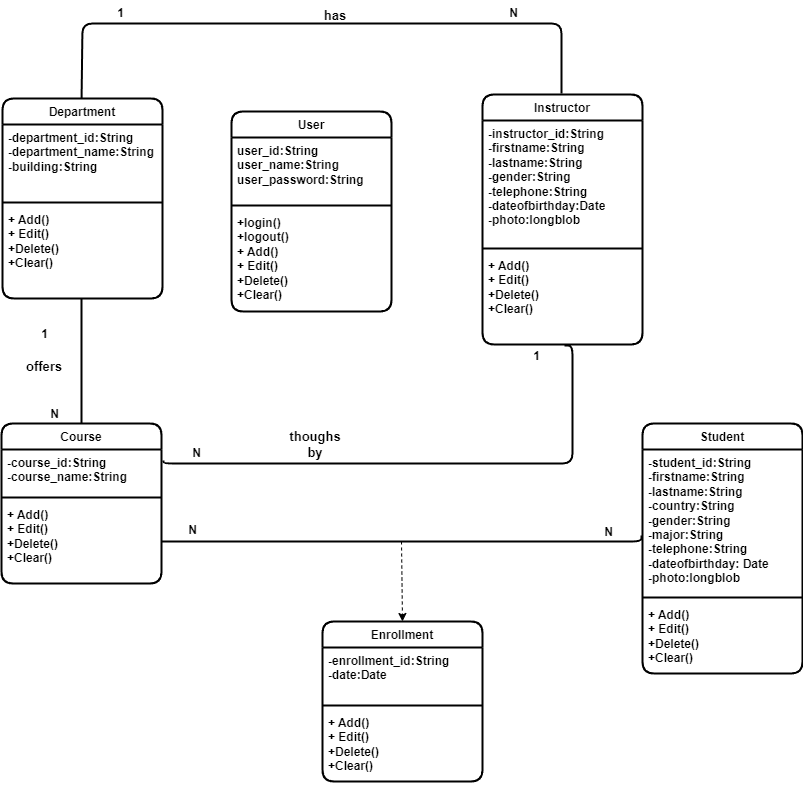 1
has
N
Department
-department_id:String
-department_name:String
-building:String
+ Add()
+ Edit()
+Delete()
+Clear()
User
user_id:String
user_name:String
user_password:String
+login()
+logout()
+ Add()
+ Edit()
+Delete()
+Clear()
Instructor
-instructor_id:String
-firstname:String
-lastname:String
-gender:String
-telephone:String
-dateofbirthday:Date
-photo:longblob
+ Add()
+ Edit()
+Delete()
+Clear()
1
offers
N
1
thoughs
by
N
Course
-course_id:String
-course_name:String
+ Add()
+ Edit()
+Delete()
+Clear()
N
N
Student
-student_id:String
-firstname:String
-lastname:String
-country:String
-gender:String
-major:String
-telephone:String
-dateofbirthday: Date
-photo:longblob
+ Add()
+ Edit()
+Delete()
+Clear()
Enrollment
-enrollment_id:String
-date:Date
+ Add()
+ Edit()
+Delete()
+Clear()